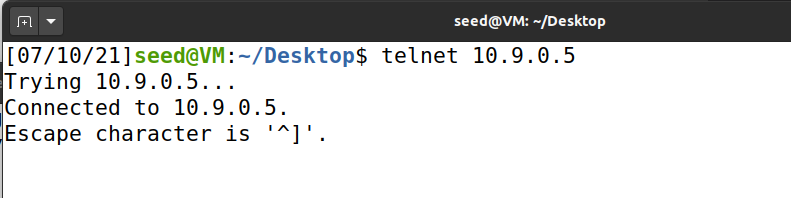 seed@VM: ~/Desktop
[07/10/21]seed@VM:~/Desktop$ telnet 10.9.0.5
Trying 10.9.0.5...
Connected to 10.9.0.5.
Escape character is '^]'.